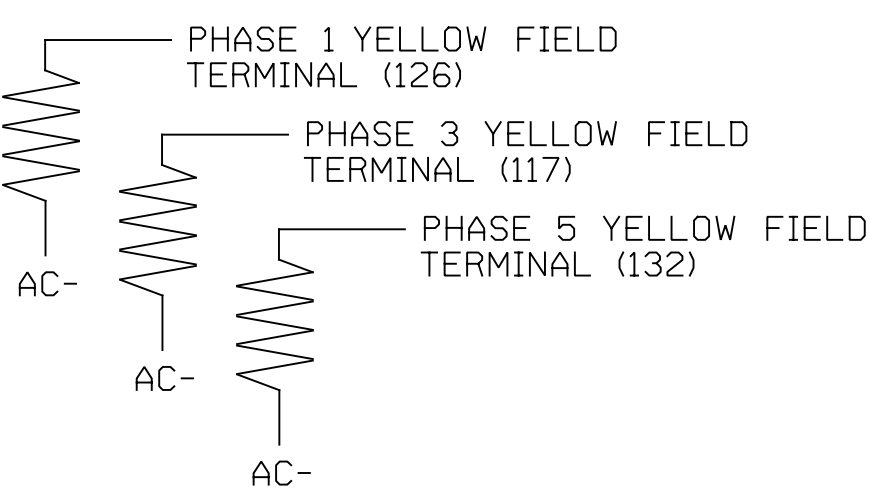 PHASE 1 YELLOW FIELD
TERMINAL (126)
PHASE 3 YELLOW FIELD
TERMINAL (117)
PHASE 5 YELLOW FIELD
TERMINAL (132)
AC-
AC-
AC-